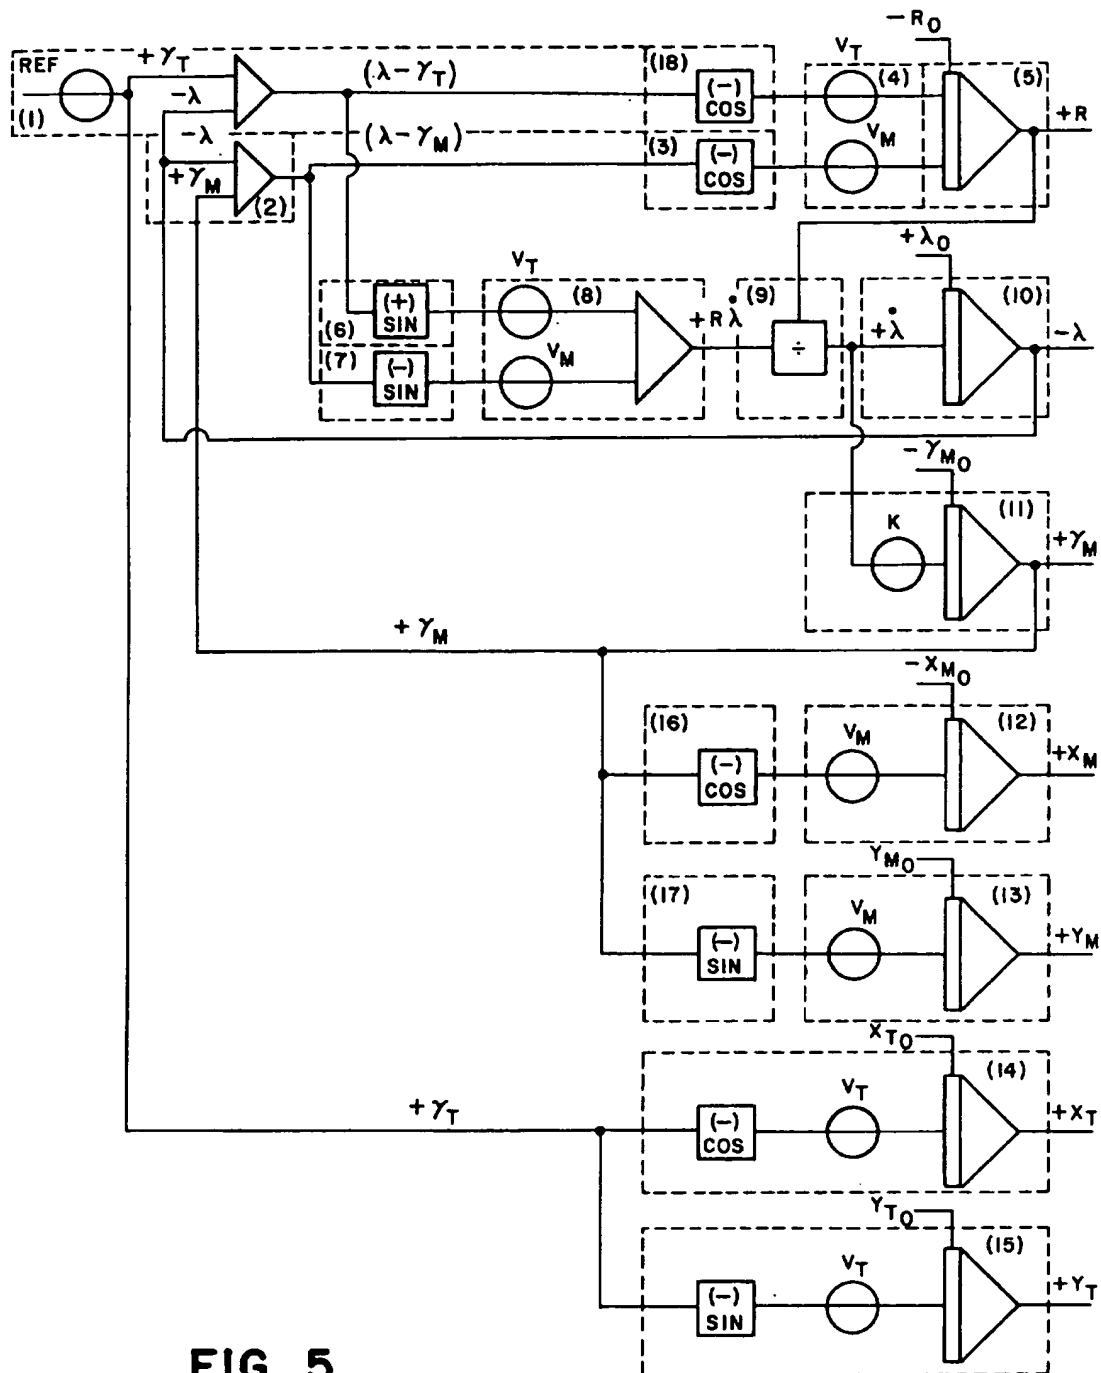 REF
(1)
+γT
-λ
(λ-γT)
(18)
(-)
COS
VT
(4)
-R0
(5)
+R
-λ
+γM
(2)
(λ-γM)
(3)
(-)
COS
VM
(6)
(+)
SIN
(7)
(-)
SIN
VT
(8)
VM
+Rλ̇
(9)
÷
+λ0
+λ̇
(10)
-λ
-γM0
K
(11)
+γM
+γM
-XM0
(16)
(-)
COS
VM
(12)
+XM
YM0
(17)
(-)
SIN
VM
(13)
+YM
XT0
+γT
(-)
COS
VT
(14)
+XT
YT0
(-)
SIN
VT
(15)
+YT
FIG. 5